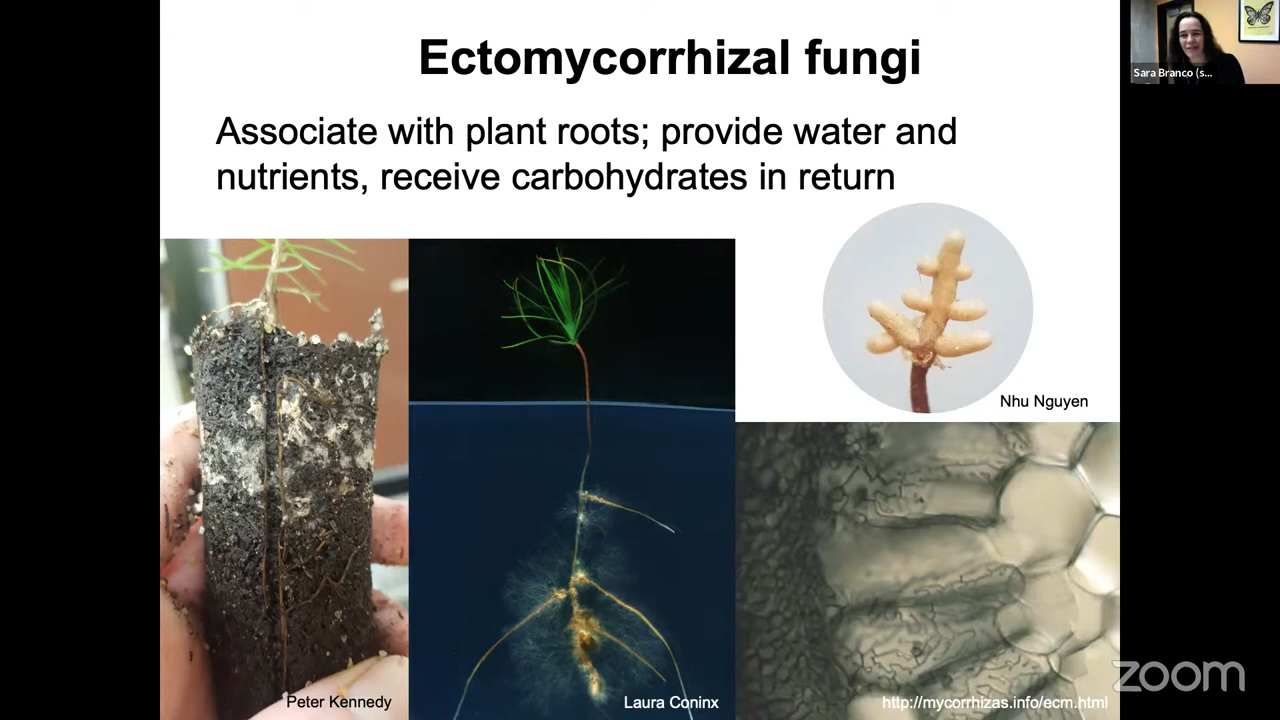 Ectomycorrhizal fungi
Sara Branco (s...
Associate with plant roots; provide water and
nutrients, receive carbohydrates in return
Nhu Nguyen
Peter Kennedy
Laura Coninx
http://mycorrhizas.info/ecm.html
zoom